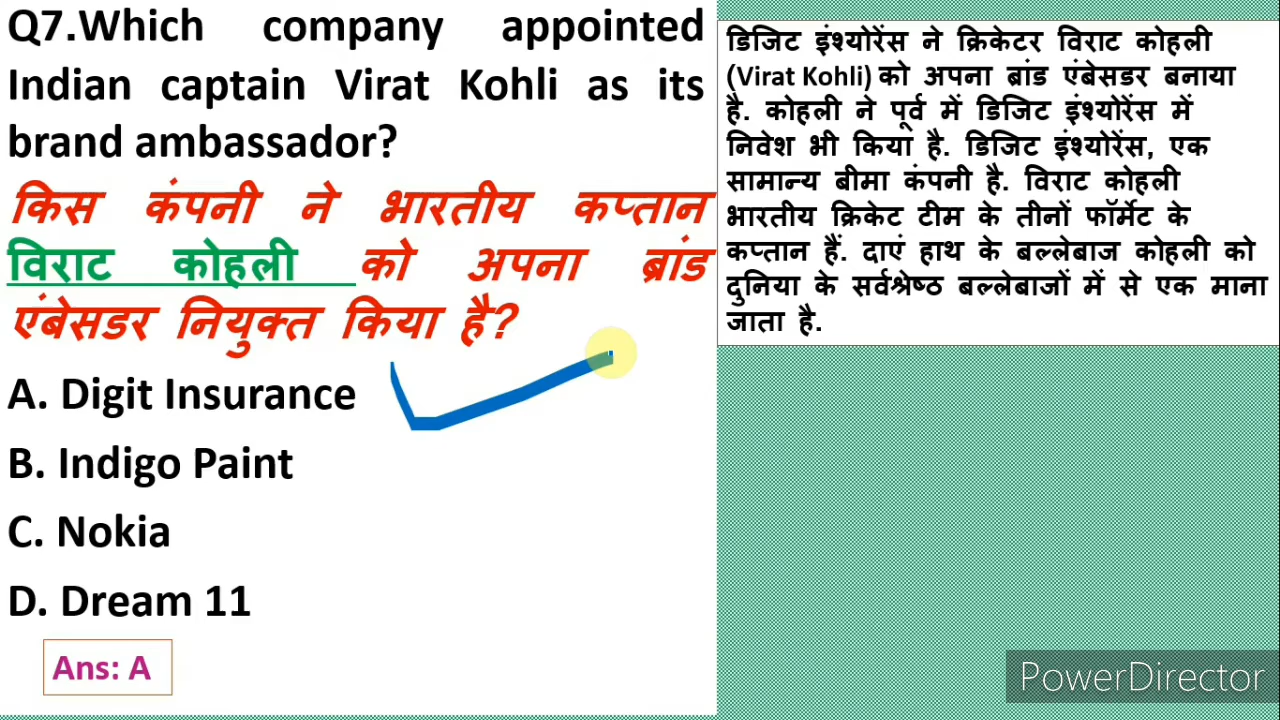 Q7.Which company appointed
Indian captain Virat Kohli as its
brand ambassador?
किस कंपनी ने भारतीय कप्तान
विराट कोहली को अपना ब्रांड
एंबेसडर नियुक्त किया है?
A. Digit Insurance
B. Indigo Paint
C. Nokia
D. Dream 11
Ans: A
डिजिट इंश्योरेंस ने क्रिकेटर विराट कोहली
(Virat Kohli) को अपना ब्रांड एंबेसडर बनाया
है. कोहली ने पूर्व में डिजिट इंश्योरेंस में
निवेश भी किया है. डिजिट इंश्योरेंस, एक
सामान्य बीमा कंपनी है. विराट कोहली
भारतीय क्रिकेट टीम के तीनों फॉर्मेट के
कप्तान हैं. दाएं हाथ के बल्लेबाज कोहली को
दुनिया के सर्वश्रेष्ठ बल्लेबाजों में से एक माना
जाता है.
PowerDirector